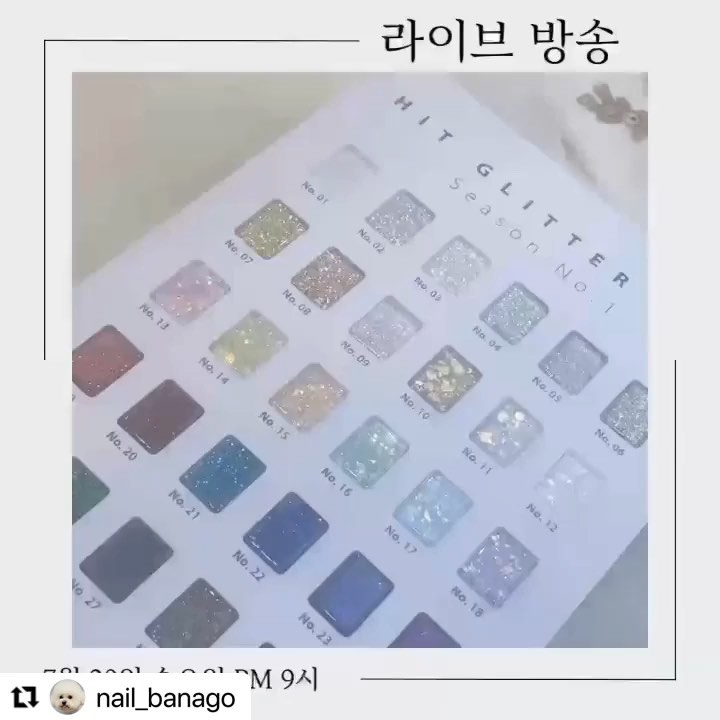 라이브 방송
HIT GLITTER
Season No. 1
No. 01
No. 02
No. 03
No. 04
No. 05
No. 06
No. 07
No. 08
No. 09
No. 10
No. 11
No. 12
No. 13
No. 14
No. 15
No. 16
No. 17
No. 18
No. 20
No. 21
No. 22
No. 23
No. 27
PM 9시
nail_banago